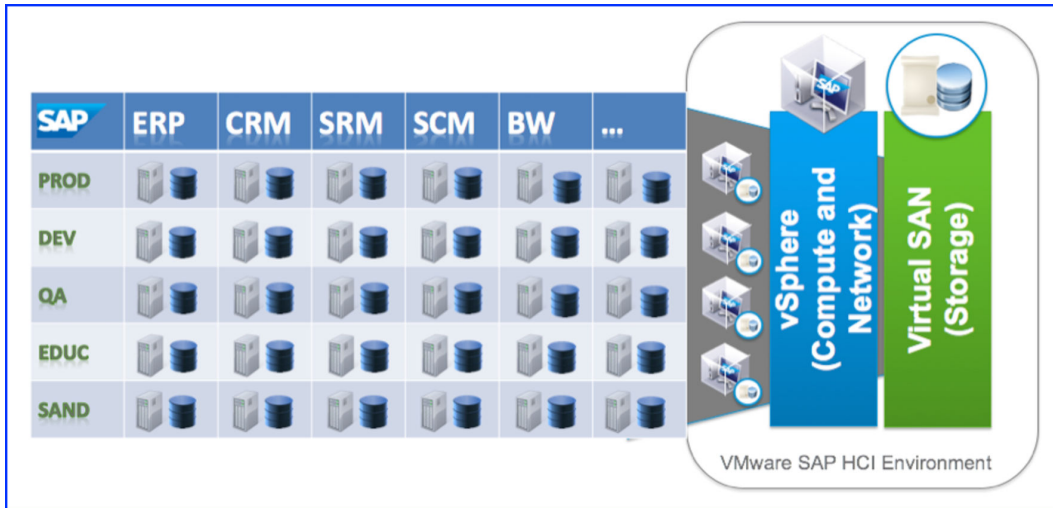 SAP ERP CRM SRM SCM BW ...
PROD
DEV
QA
EDUC
SAND
SAP
vSphere
(Compute and
Network)
Virtual SAN
(Storage)
VMware SAP HCI Environment